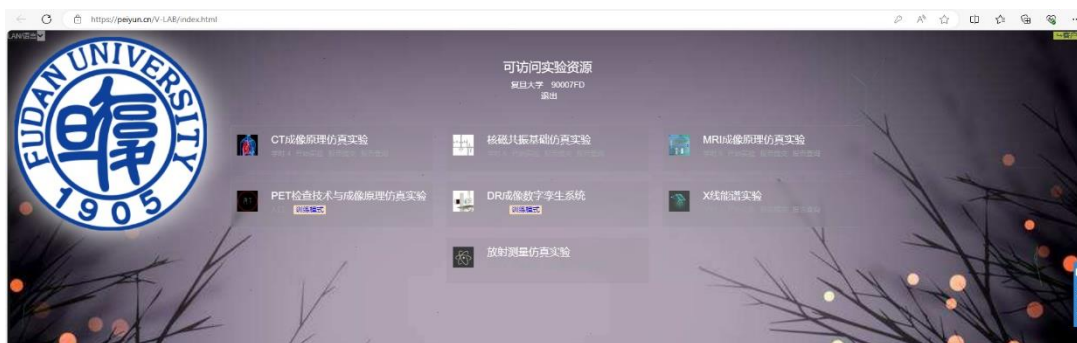 https://peiyun.cn/V-LAB/index.html
FUDAN UNIVERSITY
1905
可访问实验资源
复旦大学 90007FD
退出
CT成像原理仿真实验
核磁共振基础仿真实验
MRI成像原理仿真实验
PET检查技术与成像原理仿真实验
训练模式
DR成像数字孪生系统
训练模式
X线能谱实验
放射测量仿真实验